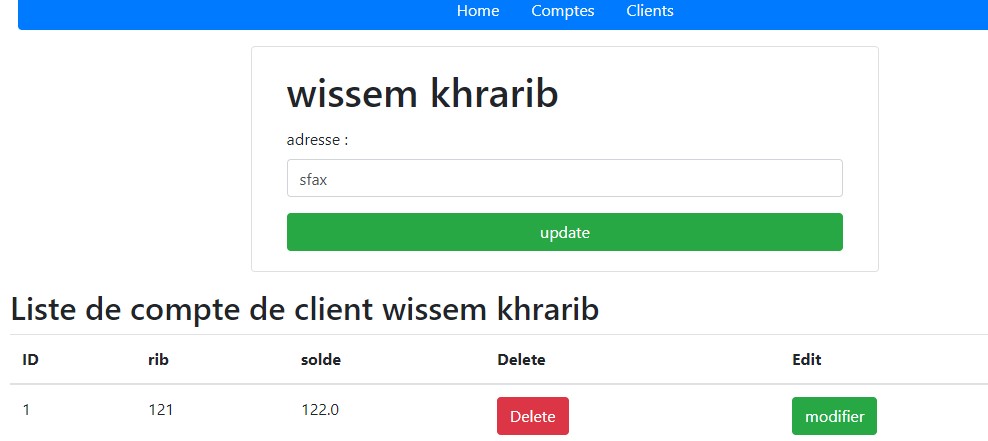 Home Comptes Clients
wissem khrarib
adresse :
sfax
update
Liste de compte de client wissem khrarib
ID rib solde Delete Edit
1 121 122.0 Delete modifier